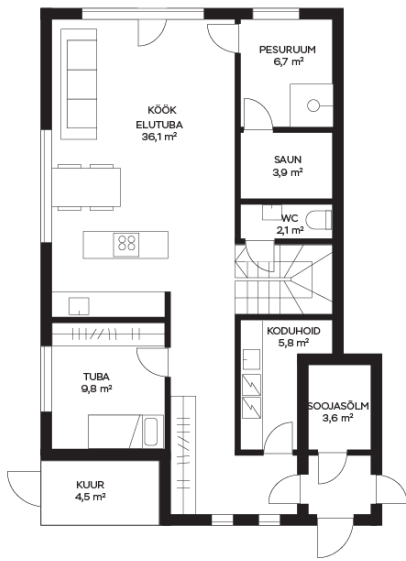 PESURUUM
6,7 m²
KÖÖK
ELUTUBA
36,1 m²
SAUN
3,9 m²
WC
2,1 m²
KODUHOID
5,8 m²
TUBA
9,8 m²
SOOJASÕLM
3,6 m²
KUUR
4,5 m²